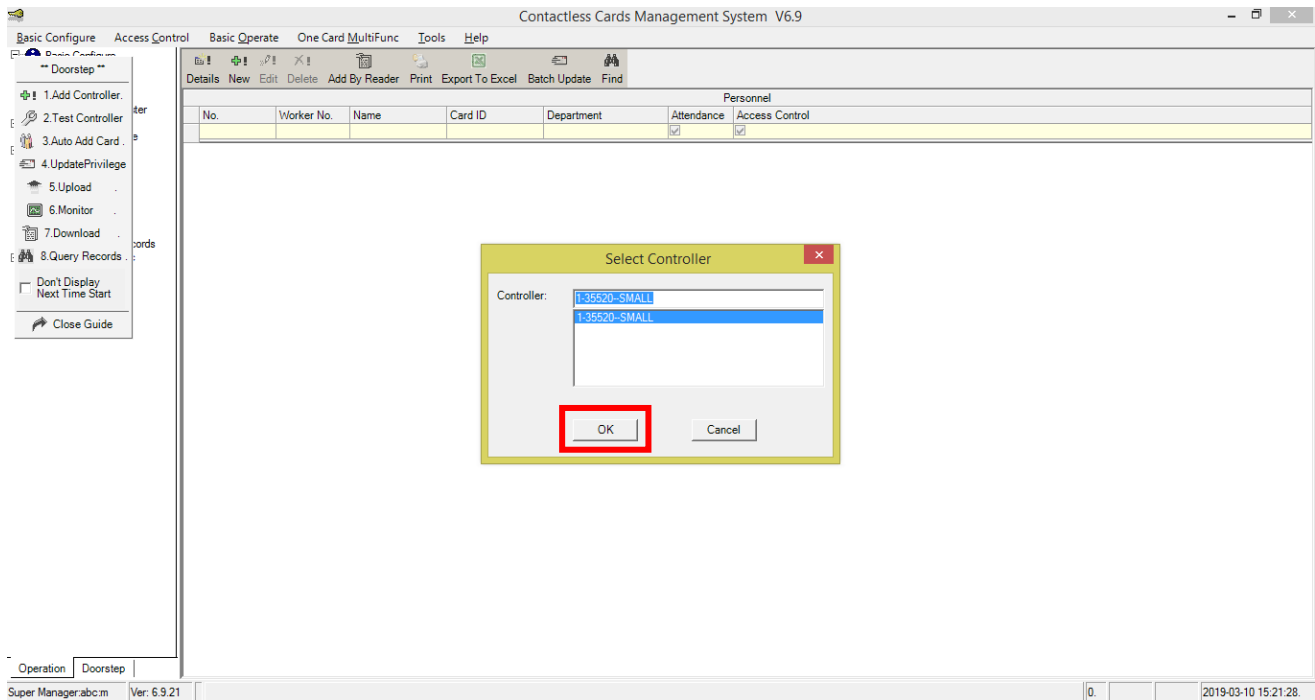 Contactless Cards Management System V6.9
Basic Configure Access Control Basic Operate One Card MultiFunc Tools Help
Details New Edit Delete Add By Reader Print Export To Excel Batch Update Find
Personnel
No. Worker No. Name Card ID Department Attendance Access Control
Basic Configure
** Doorstep **
1.Add Controller.
2.Test Controller
3.Auto Add Card .
4.UpdatePrivilege
5.Upload .
6.Monitor .
7.Download .
8.Query Records .
Don't Display
Next Time Start
Close Guide
Select Controller
Controller: 1-35520--SMALL
1-35520--SMALL
OK Cancel
Operation Doorstep
Super Manager:abc:m Ver: 6.9.21 0. 2019-03-10 15:21:28